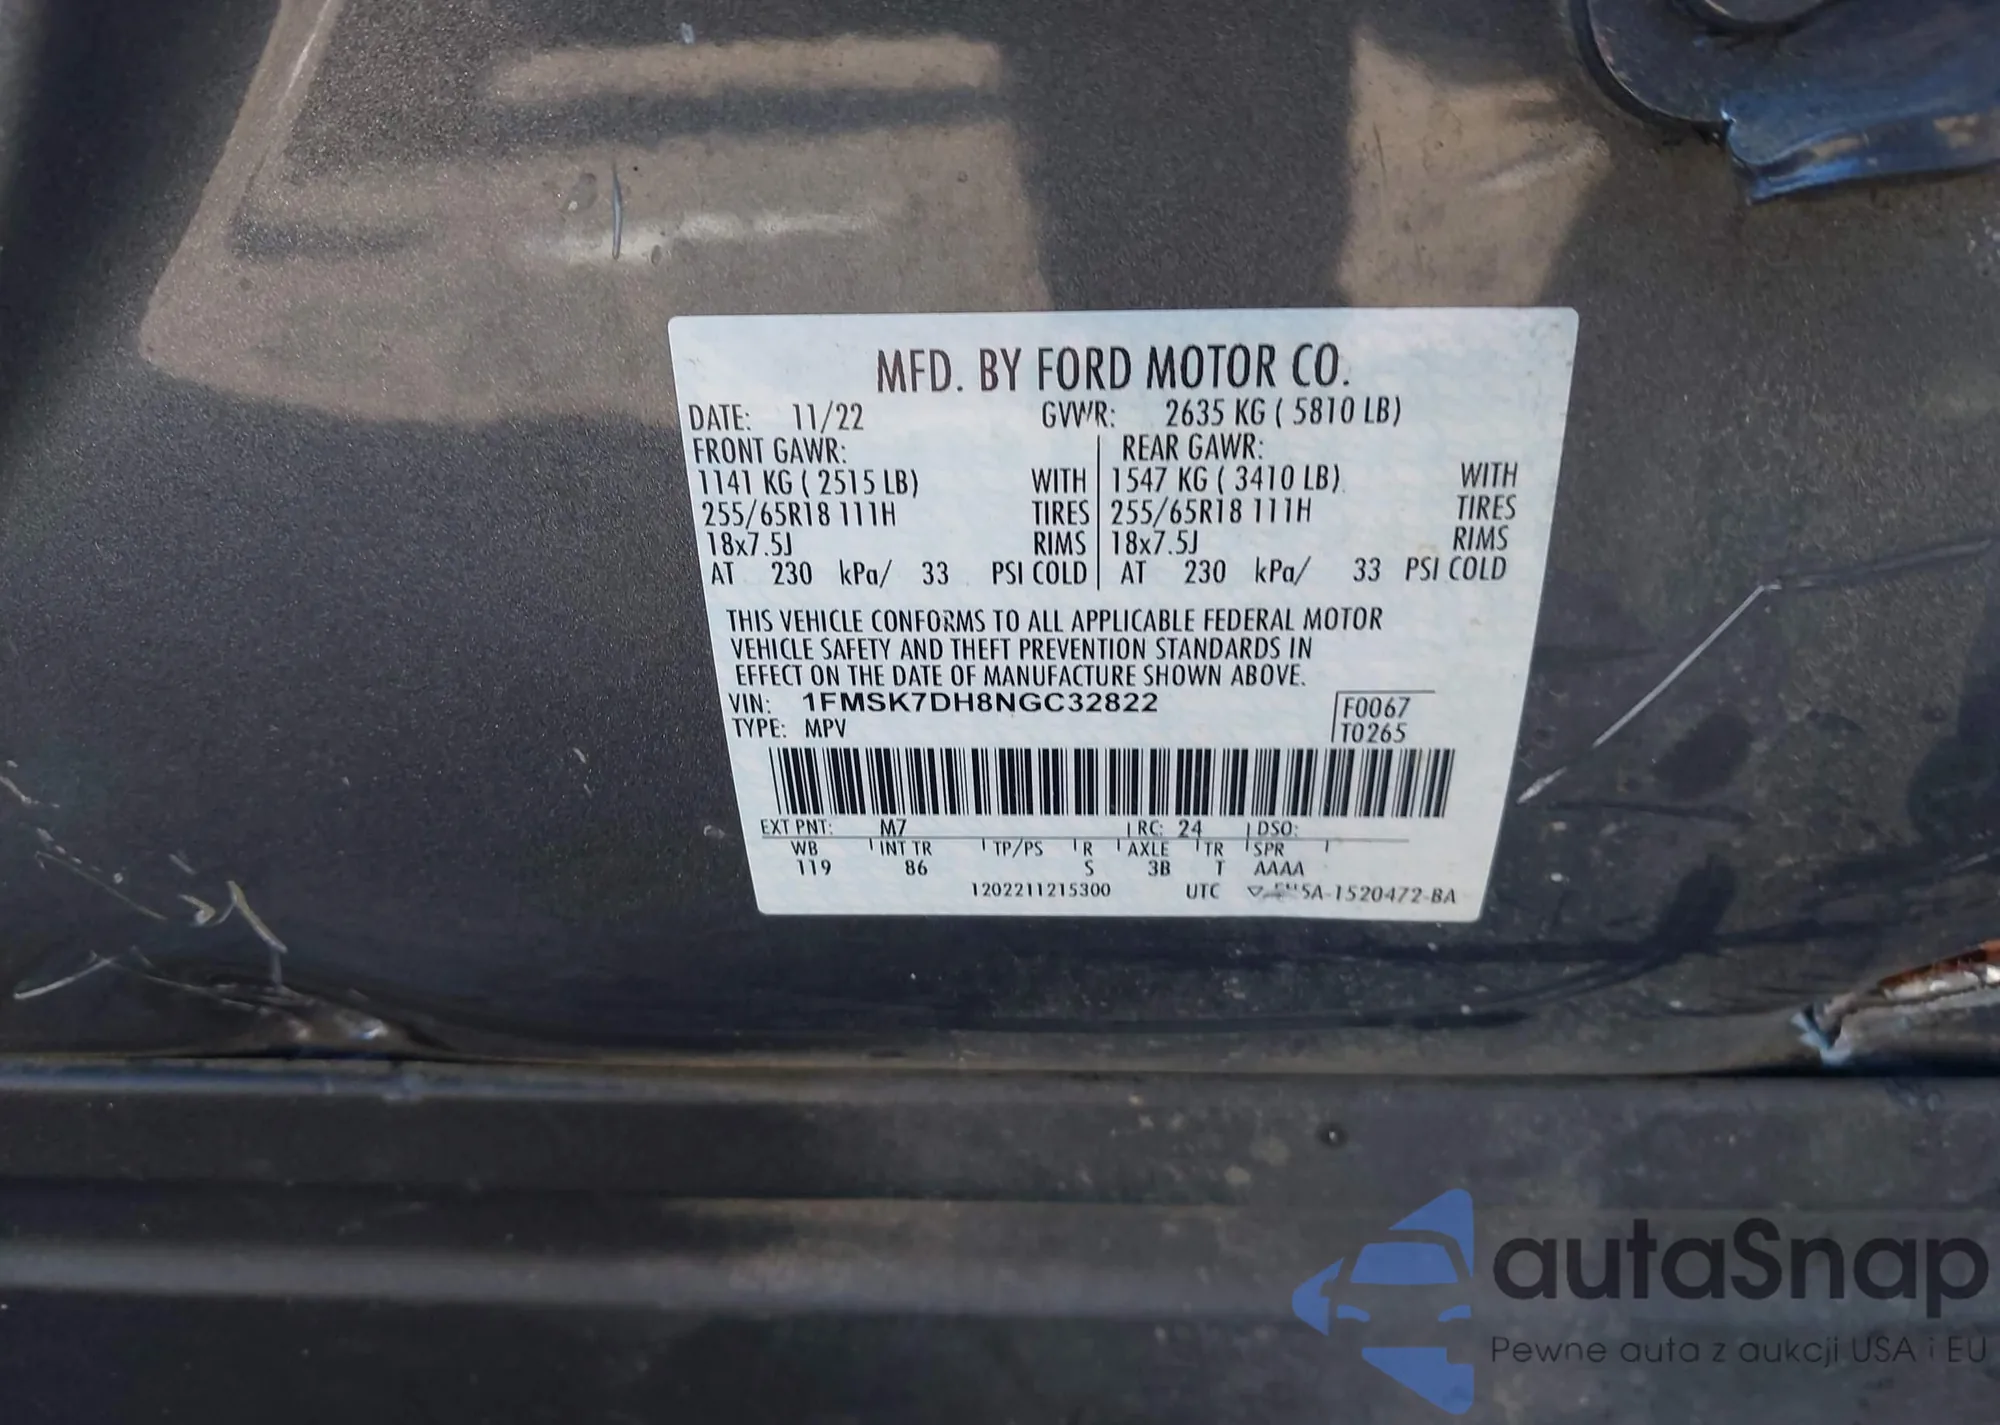 MFD. BY FORD MOTOR CO.
DATE: 11/22 GVWR: 2635 KG ( 5810 LB)
FRONT GAWR: REAR GAWR:
1141 KG ( 2515 LB) WITH 1547 KG ( 3410 LB) WITH
255/65R18 111H TIRES 255/65R18 111H TIRES
18x7.5J RIMS 18x7.5J RIMS
AT 230 kPa/ 33 PSI COLD AT 230 kPa/ 33 PSI COLD
THIS VEHICLE CONFORMS TO ALL APPLICABLE FEDERAL MOTOR
VEHICLE SAFETY AND THEFT PREVENTION STANDARDS IN
EFFECT ON THE DATE OF MANUFACTURE SHOWN ABOVE.
VIN: 1FMSK7DH8NGC32822 F0067
TYPE: MPV T0265
EXT PNT: M7 RC: 24 DSO:
WB INT TR TP/PS R AXLE TR SPR
119 86 S 3B T AAAA
1202211215300 UTC
autaSnap
Pewne auta z aukcji USA i EU